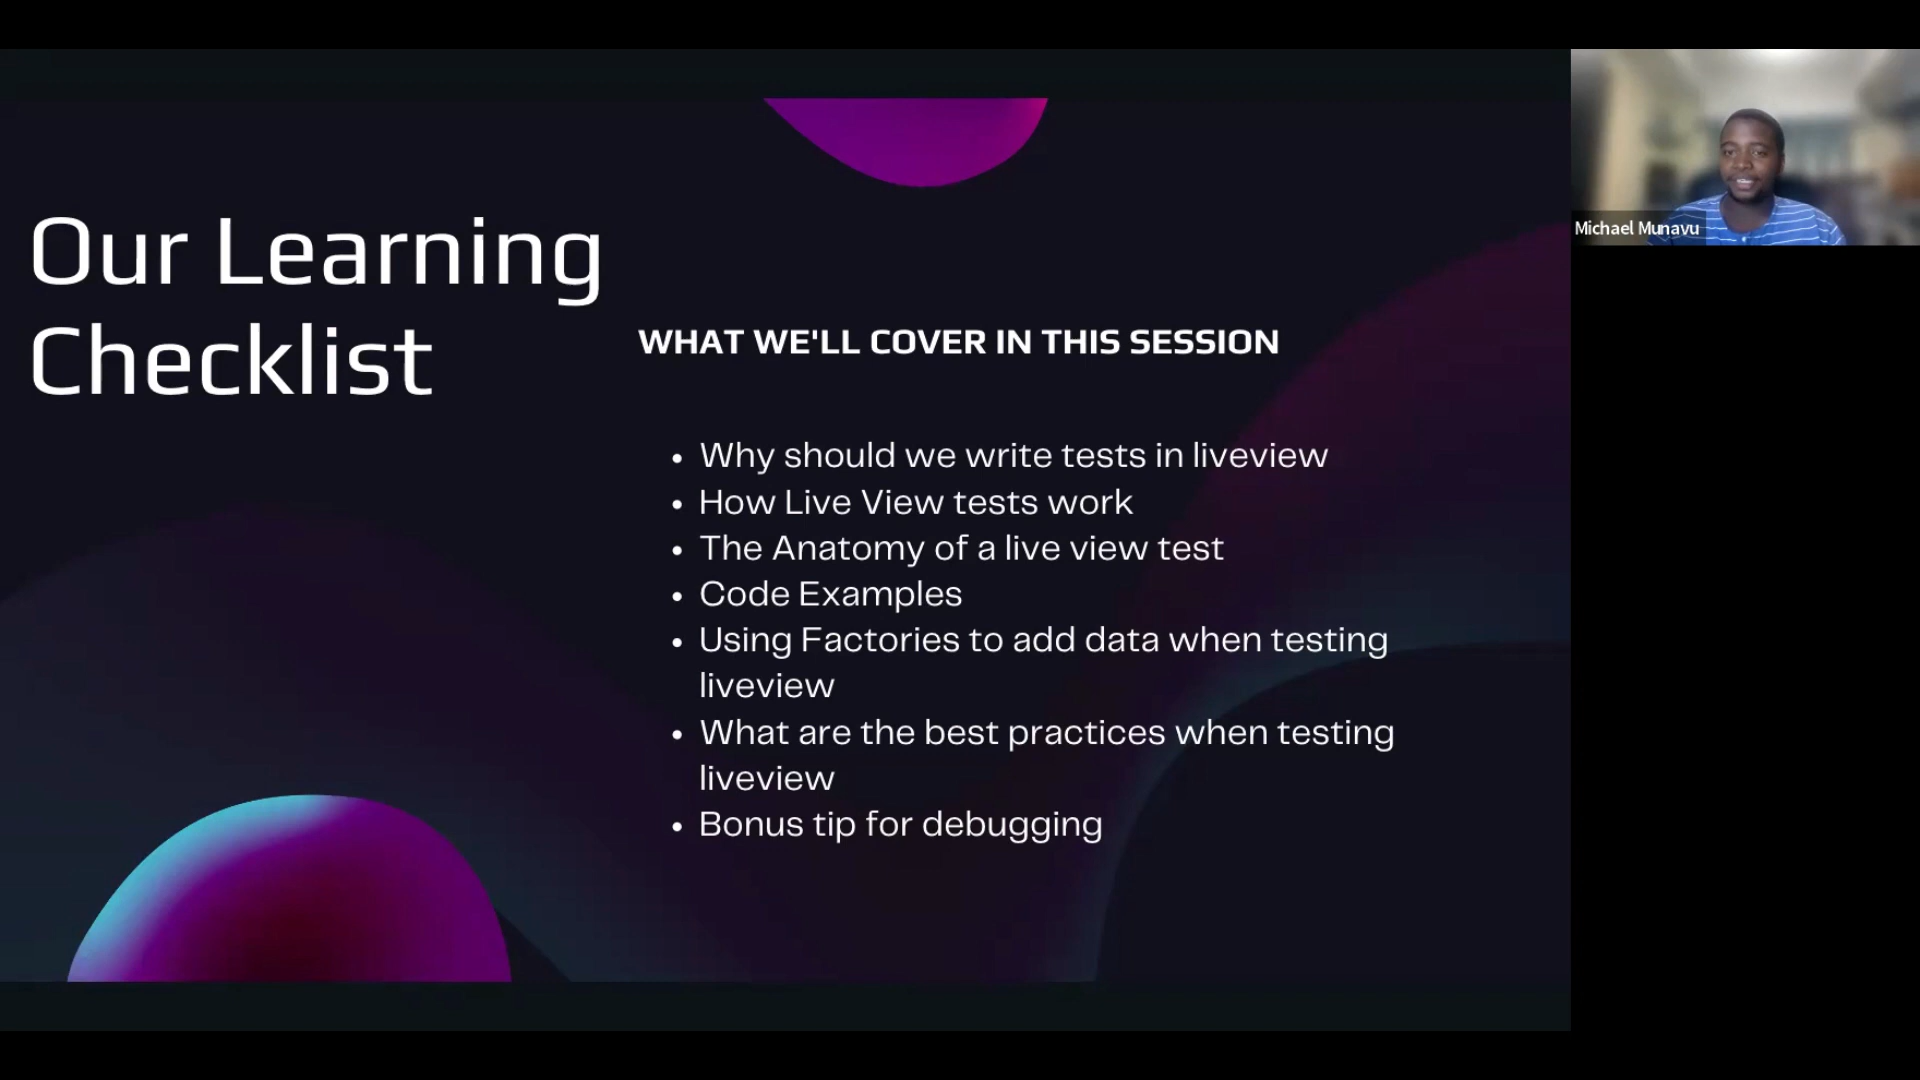 Our Learning
Checklist
WHAT WE'LL COVER IN THIS SESSION
• Why should we write tests in liveview
• How Live View tests work
• The Anatomy of a live view test
• Code Examples
• Using Factories to add data when testing
liveview
• What are the best practices when testing
liveview
• Bonus tip for debugging
Michael Munavu